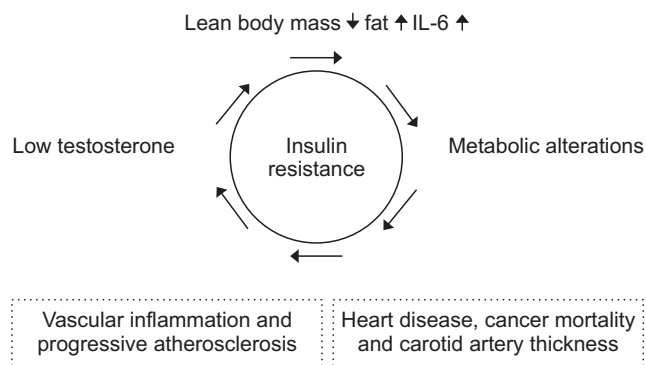 Lean body mass ↓ fat ↑ IL-6 ↑
Low testosterone
Insulin
resistance
Metabolic alterations
Vascular inflammation and
progressive atherosclerosis
Heart disease, cancer mortality
and carotid artery thickness